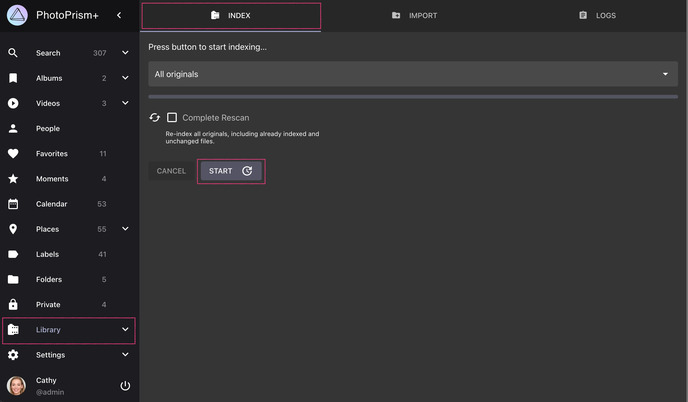 PhotoPrism+
INDEX
IMPORT
LOGS
Press button to start indexing...
All originals
Complete Rescan
Re-index all originals, including already indexed and
unchanged files.
CANCEL
START
Search 307
Albums 2
Videos 3
People
Favorites 11
Moments 4
Calendar 53
Places 55
Labels 41
Folders 5
Private 4
Library
Settings
Cathy
@admin